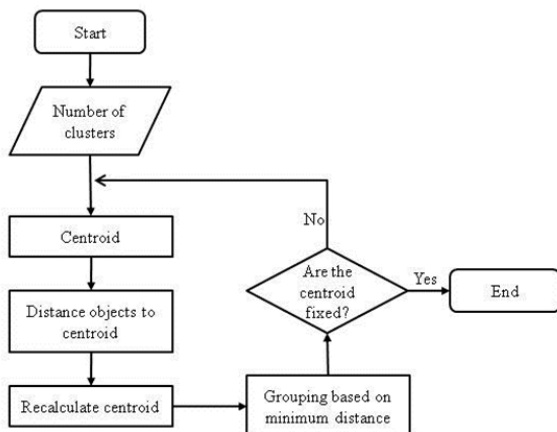 Start
Number of
clusters
Centroid
Distance objects to
centroid
Recalculate centroid
Grouping based on
minimum distance
Are the
centroid
fixed?
No
Yes
End